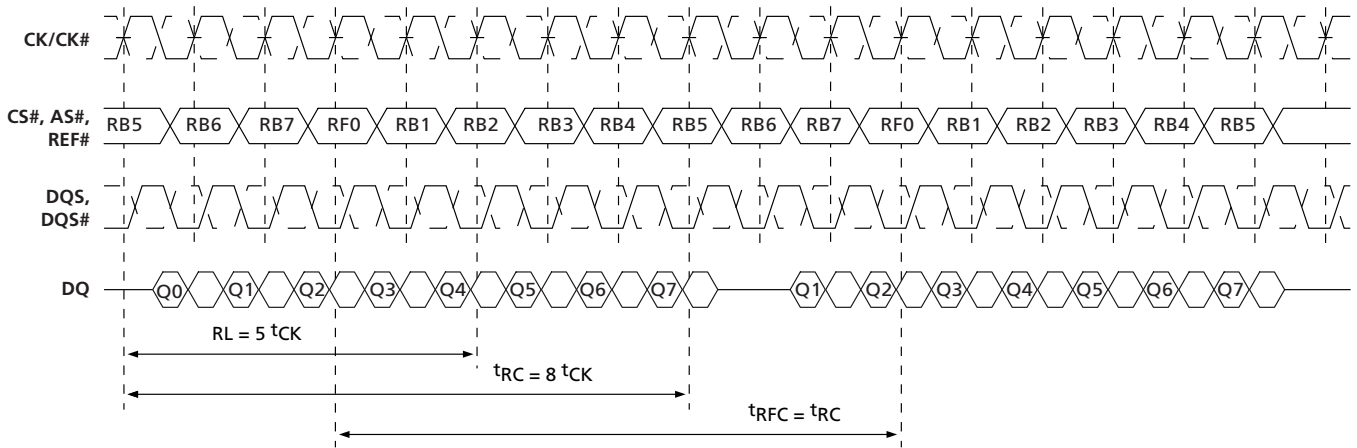 CK/CK#
CS#, AS#,
REF#
RB5 RB6 RB7 RF0 RB1 RB2 RB3 RB4 RB5 RB6 RB7 RF0 RB1 RB2 RB3 RB4 RB5
DQS,
DQS#
DQ
Q0 Q1 Q2 Q3 Q4 Q5 Q6 Q7 Q1 Q2 Q3 Q4 Q5 Q6 Q7
RL = 5 tCK
tRC = 8 tCK
tRFC = tRC